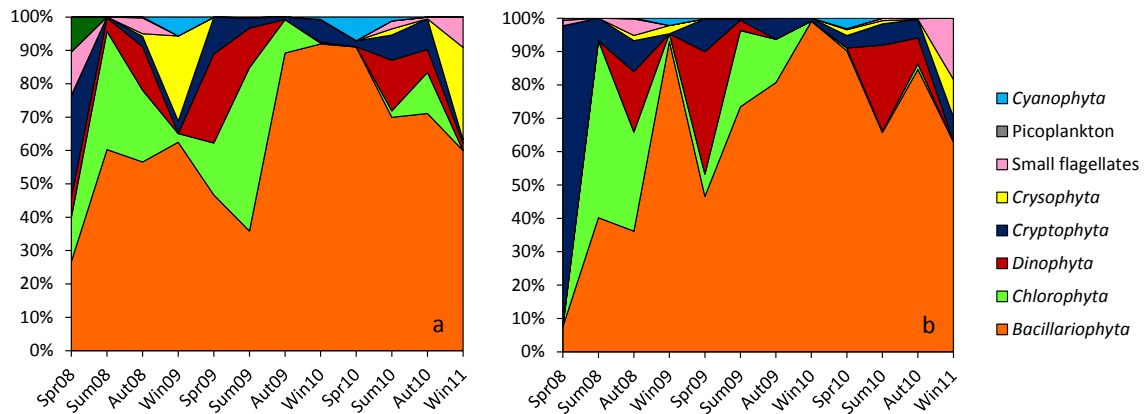 100%
90%
80%
70%
60%
50%
40%
30%
20%
10%
0%
a
Spr08
Sum08
Aut08
Win09
Spr09
Sum09
Aut09
Win10
Spr10
Sum10
Aut10
Win11
100%
90%
80%
70%
60%
50%
40%
30%
20%
10%
0%
b
Spr08
Sum08
Aut08
Win09
Spr09
Sum09
Aut09
Win10
Spr10
Sum10
Aut10
Win11
Cyanophyta
Picoplankton
Small flagellates
Crysophyta
Cryptophyta
Dinophyta
Chlorophyta
Bacillariophyta